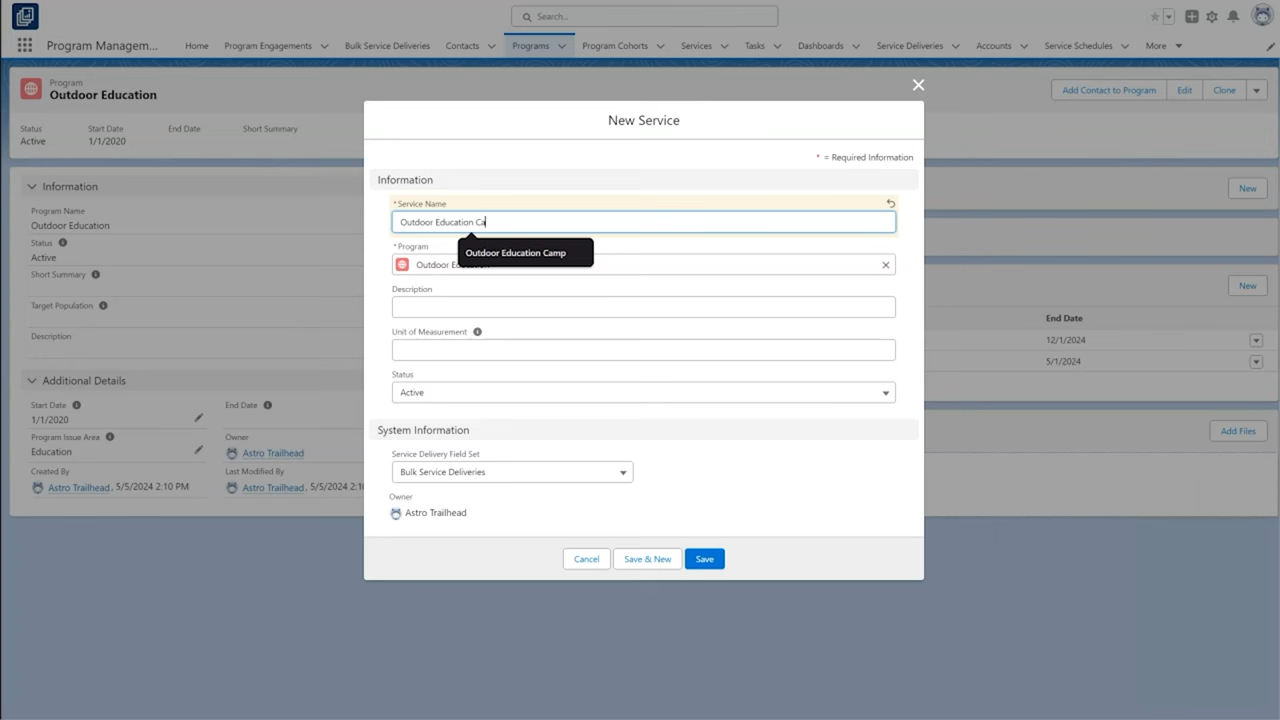 Search...
Program Managem...
Home
Program Engagements
Bulk Service Deliveries
Contacts
Programs
Program Cohorts
Services
Tasks
Dashboards
Service Deliveries
Accounts
Service Schedules
More
Program
Outdoor Education
Add Contact to Program
Edit
Clone
Status
Start Date
End Date
Short Summary
Active
1/1/2020
Information
Program Name
Outdoor Education
Status
Active
Short Summary
Target Population
Description
Additional Details
Start Date
End Date
1/1/2020
Program Issue Area
Owner
Education
Astro Trailhead
Created By
Last Modified By
Astro Trailhead, 5/5/2024 2:10 PM
Astro Trailhead, 5/5/2024 2:10
New Service
* = Required Information
Information
*Service Name
Outdoor Education Ca
Outdoor Education Camp
*Program
Description
Unit of Measurement
Status
Active
System Information
Service Delivery Field Set
Bulk Service Deliveries
Owner
Astro Trailhead
Cancel
Save & New
Save
New
New
End Date
12/1/2024
5/1/2024
Add Files